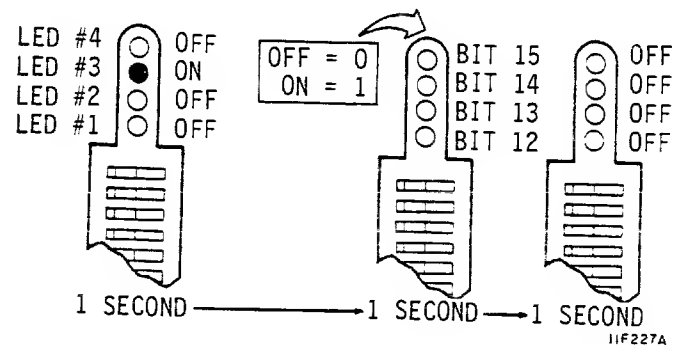 LED #4 OFF
LED #3 ON
LED #2 OFF
LED #1 OFF
OFF = 0
ON = 1
BIT 15
BIT 14
BIT 13
BIT 12
OFF
OFF
OFF
OFF
1 SECOND
1 SECOND
1 SECOND
IIF227A